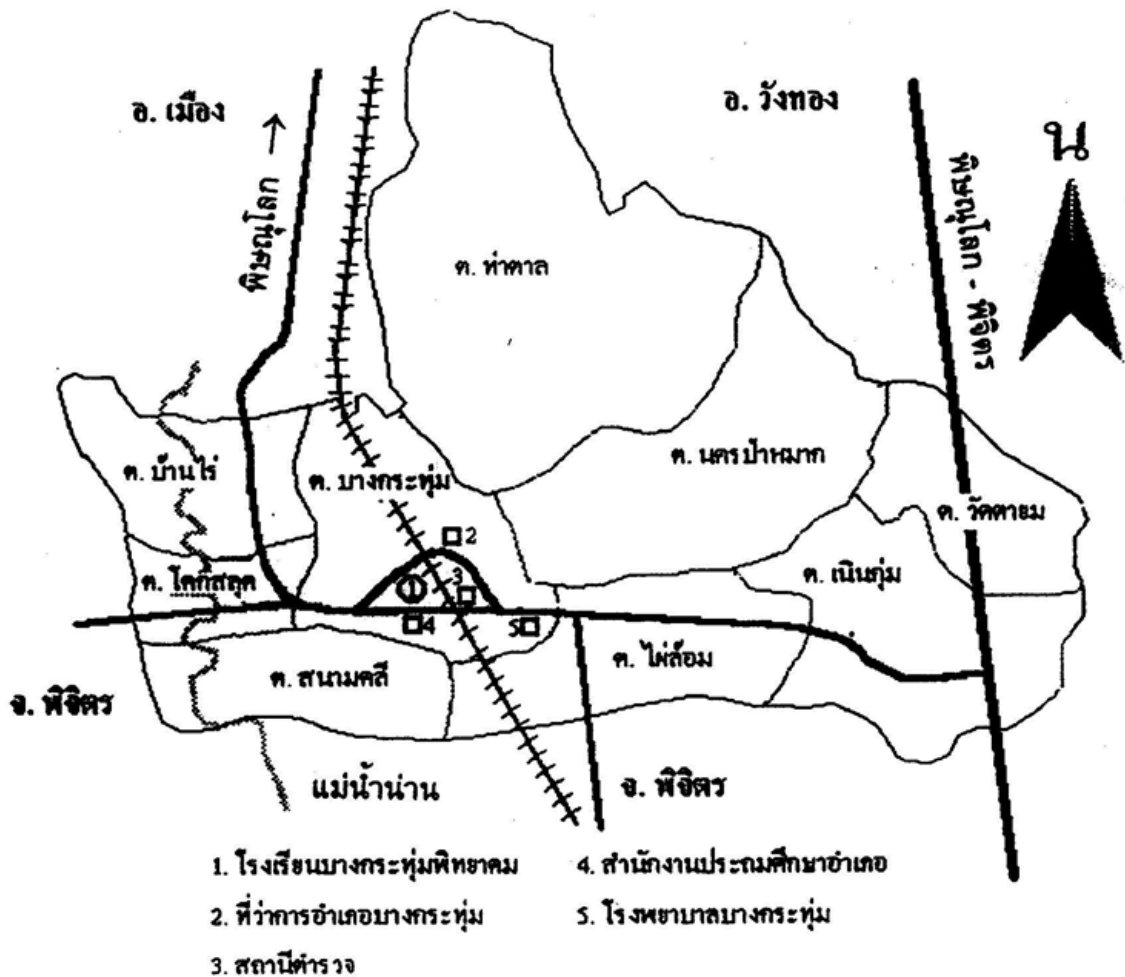 อ. เมือง
อ. วังทอง
น
พิษณุโลก
พิษณุโลก - พิจิตร
ต. ท่าตาล
ต. นครป่าหมาก
ต. บ้านไร่
ต. บางกระทุ่ม
ต. วัดตายม
2
ต. โคกสลุด
1
3
ต. เนินกุ่ม
4
5
ต. ไผ่ล้อม
ต. สนามคลี
จ. พิจิตร
แม่น้ำน่าน
จ. พิจิตร
1. โรงเรียนบางกระทุ่มพิทยาคม
4. สำนักงานประถมศึกษาอำเภอ
2. ที่ว่าการอำเภอบางกระทุ่ม
5. โรงพยาบาลบางกระทุ่ม
3. สถานีตำรวจ